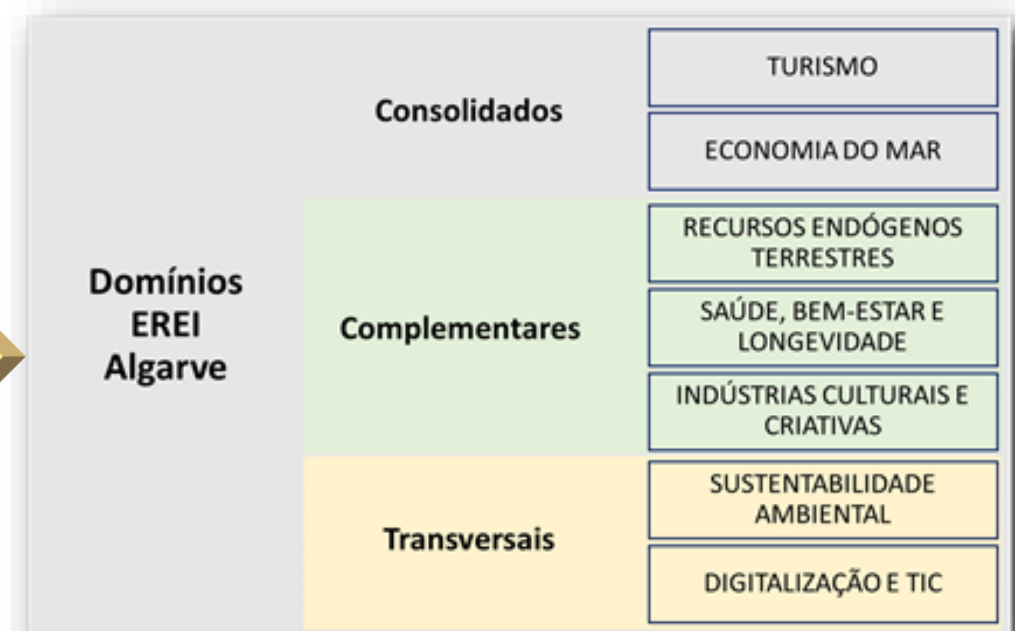 Domínios
EREI
Algarve
Consolidados
TURISMO
ECONOMIA DO MAR
Complementares
RECURSOS ENDÓGENOS
TERRESTRES
SAÚDE, BEM-ESTAR E
LONGEVIDADE
INDÚSTRIAS CULTURAIS E
CRIATIVAS
Transversais
SUSTENTABILIDADE
AMBIENTAL
DIGITALIZAÇÃO E TIC